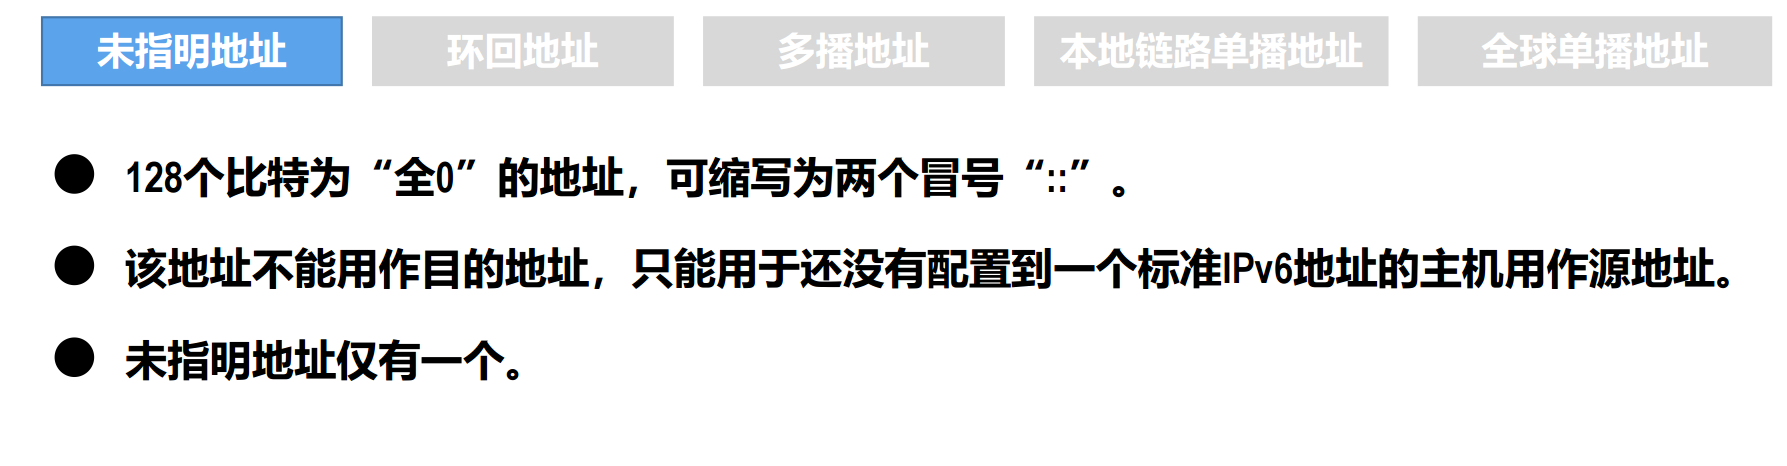 未指明地址 环回地址 多播地址 本地链路单播地址 全球单播地址
● 128个比特为“全0”的地址，可缩写为两个冒号“::”。
● 该地址不能用作目的地址，只能用于还没有配置到一个标准IPv6地址的主机用作源地址。
● 未指明地址仅有一个。